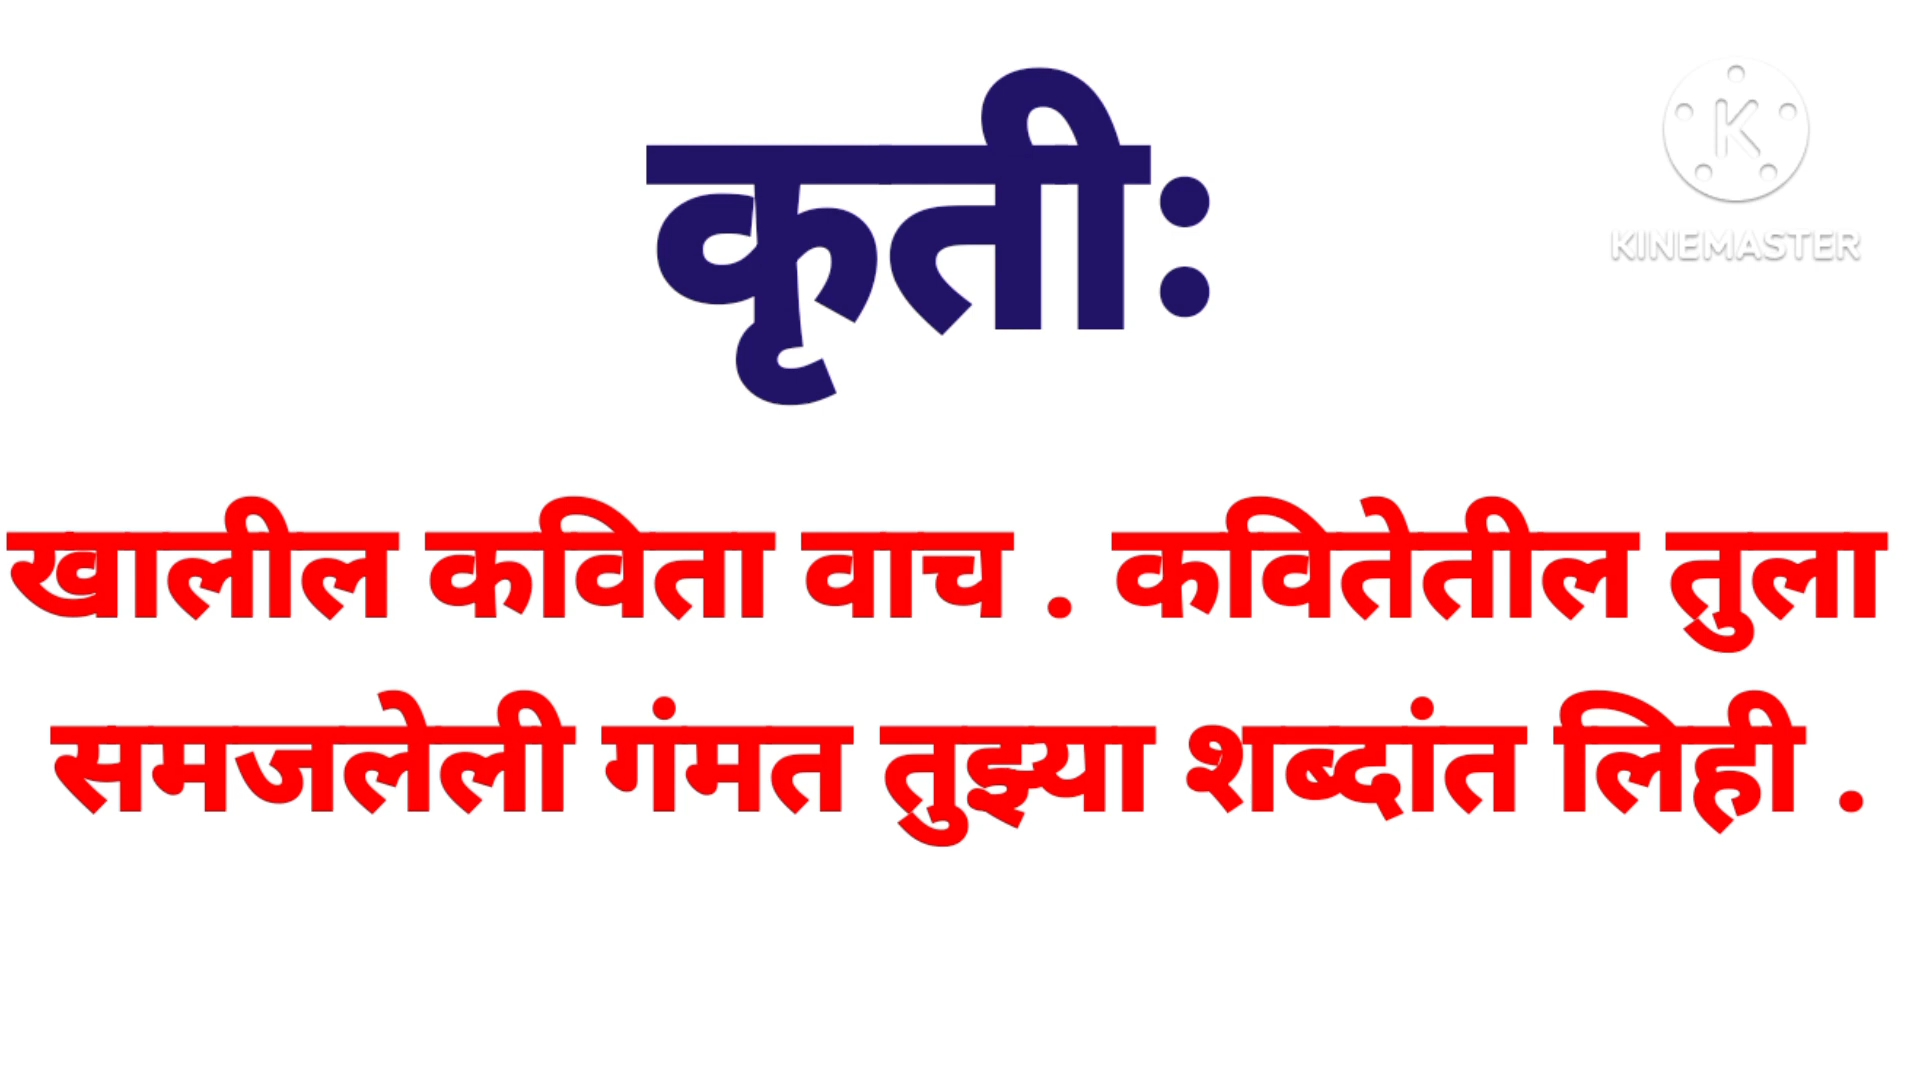 कृती:
KINEMASTER
खालील कविता वाच . कवितेतील तुला
समजलेली गंमत तुझ्या शब्दांत लिही .